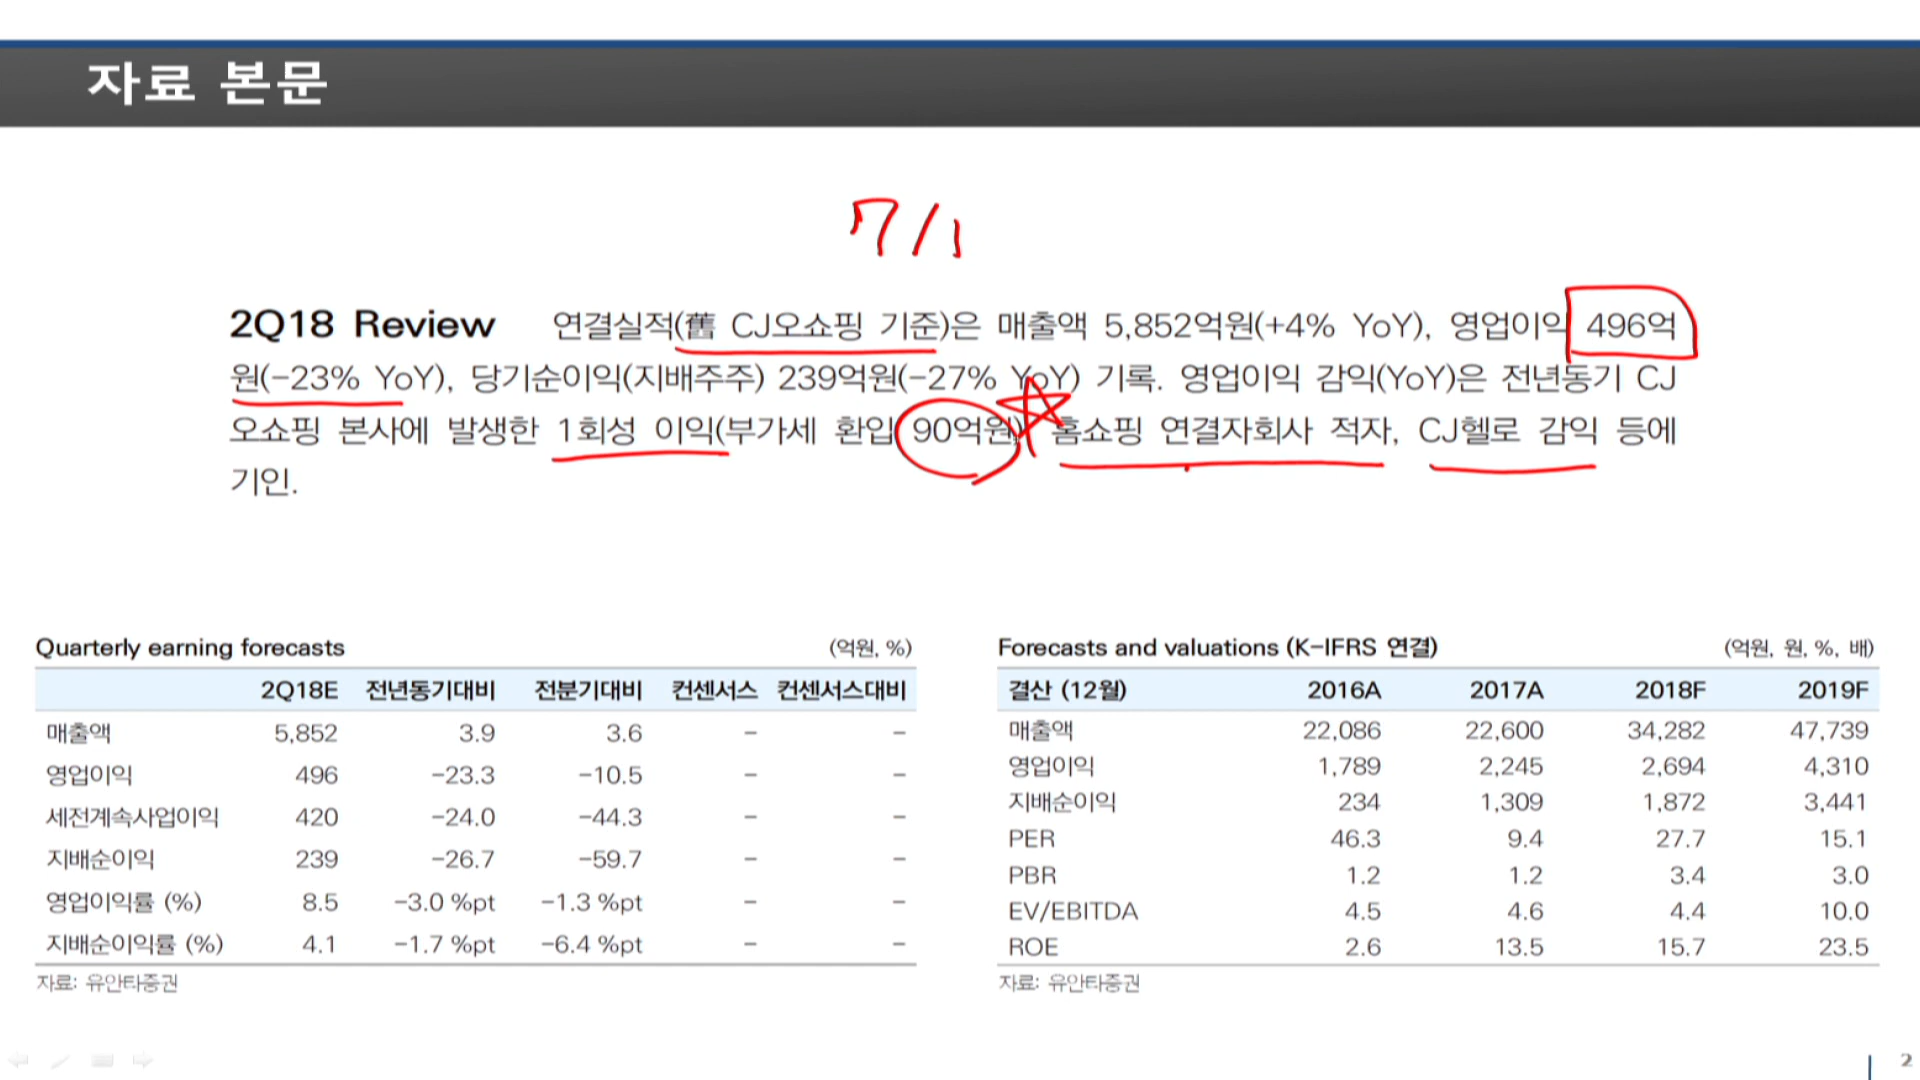 자료 본문
7/1
2Q18 Review 연결실적(舊 CJ오쇼핑 기준)은 매출액 5,852억원(+4% YoY), 영업이익 496억
원(-23% YoY), 당기순이익(지배주주) 239억원(-27% YoY) 기록. 영업이익 감익(YoY)은 전년동기 CJ
오쇼핑 본사에 발생한 1회성 이익(부가세 환입 90억원), 홈쇼핑 연결자회사 적자, CJ헬로 감익 등에
기인.
Quarterly earning forecasts (억원, %)
2Q18E 전년동기대비 전분기대비 컨센서스 컨센서스대비
매출액 5,852 3.9 3.6 – –
영업이익 496 -23.3 -10.5 – –
세전계속사업이익 420 -24.0 -44.3 – –
지배순이익 239 -26.7 -59.7 – –
영업이익률 (%) 8.5 -3.0 %pt -1.3 %pt – –
지배순이익률 (%) 4.1 -1.7 %pt -6.4 %pt – –
자료: 유안타증권
Forecasts and valuations (K-IFRS 연결) (억원, 원, %, 배)
결산 (12월) 2016A 2017A 2018F 2019F
매출액 22,086 22,600 34,282 47,739
영업이익 1,789 2,245 2,694 4,310
지배순이익 234 1,309 1,872 3,441
PER 46.3 9.4 27.7 15.1
PBR 1.2 1.2 3.4 3.0
EV/EBITDA 4.5 4.6 4.4 10.0
ROE 2.6 13.5 15.7 23.5
자료: 유안타증권
2